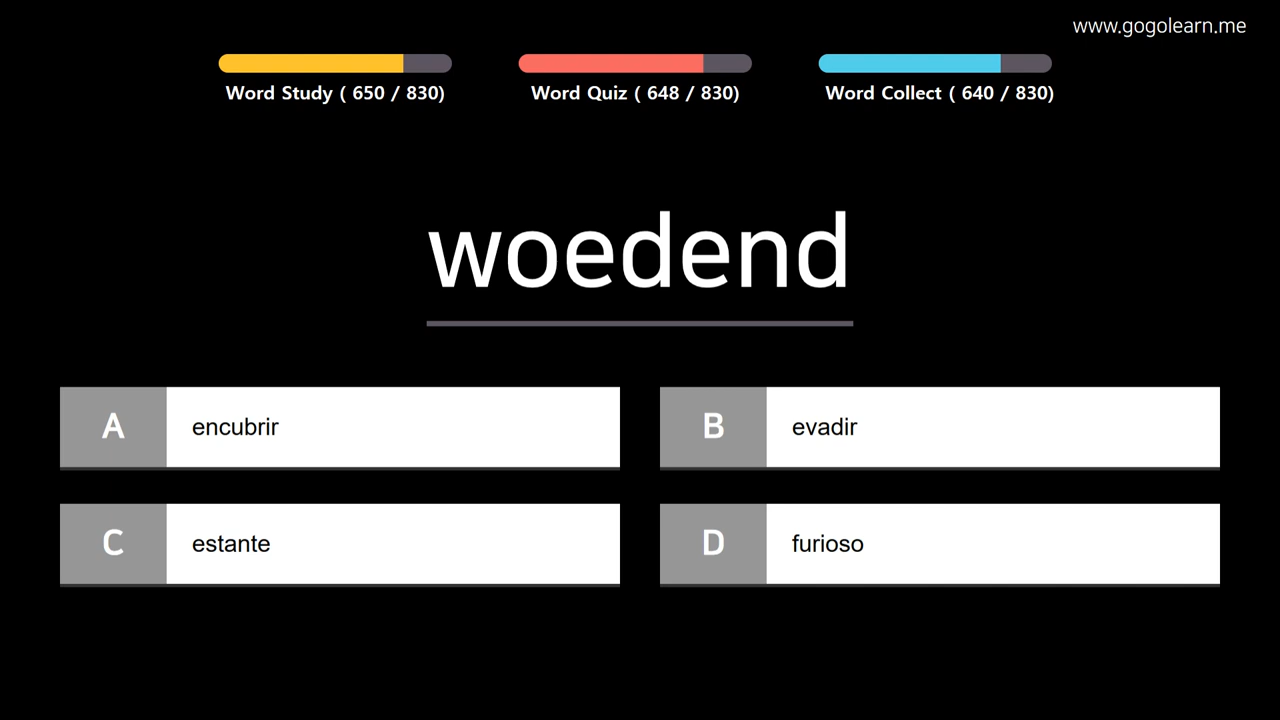 www.gogolearn.me
Word Study ( 650 / 830)
Word Quiz ( 648 / 830)
Word Collect ( 640 / 830)
woedend
A encubrir
B evadir
C estante
D furioso